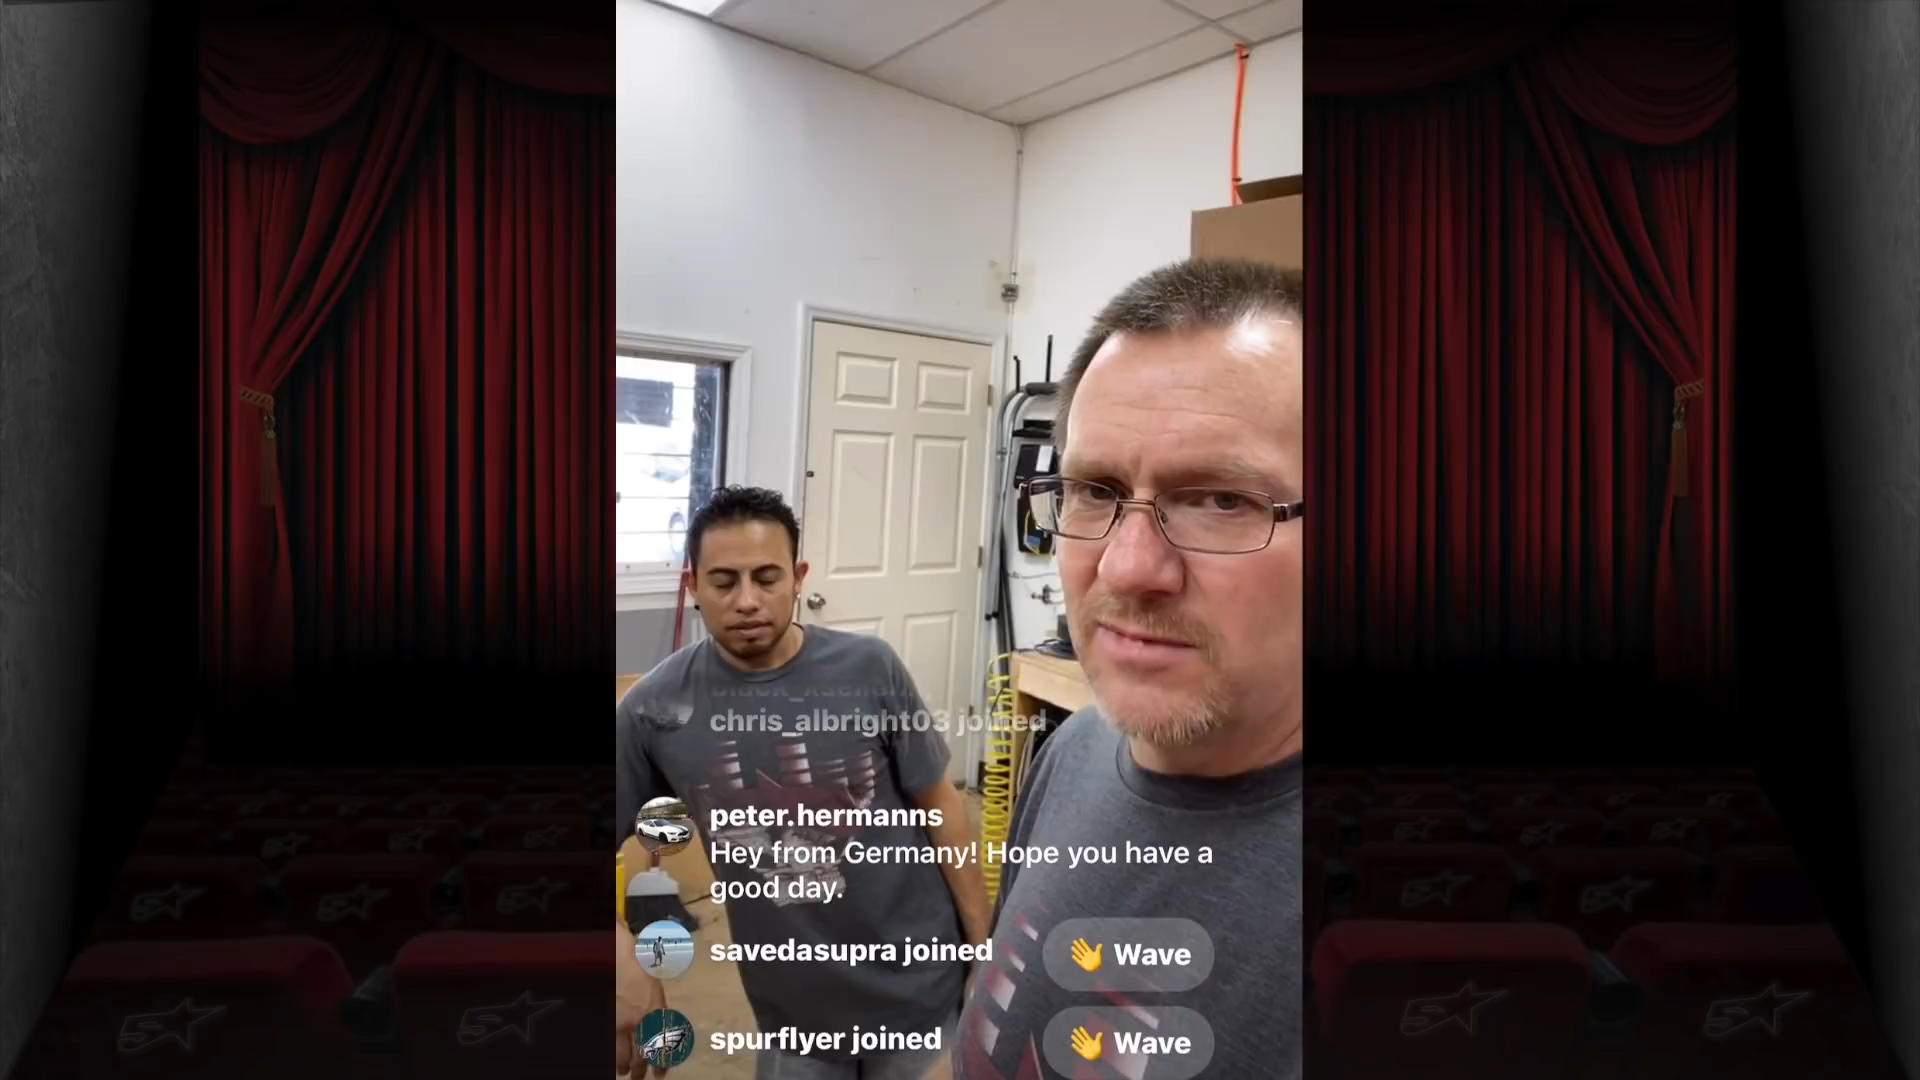 chris_albright03 joined
peter.hermanns
Hey from Germany! Hope you have a
good day.
savedasupra joined
👋 Wave
spurflyer joined
👋 Wave